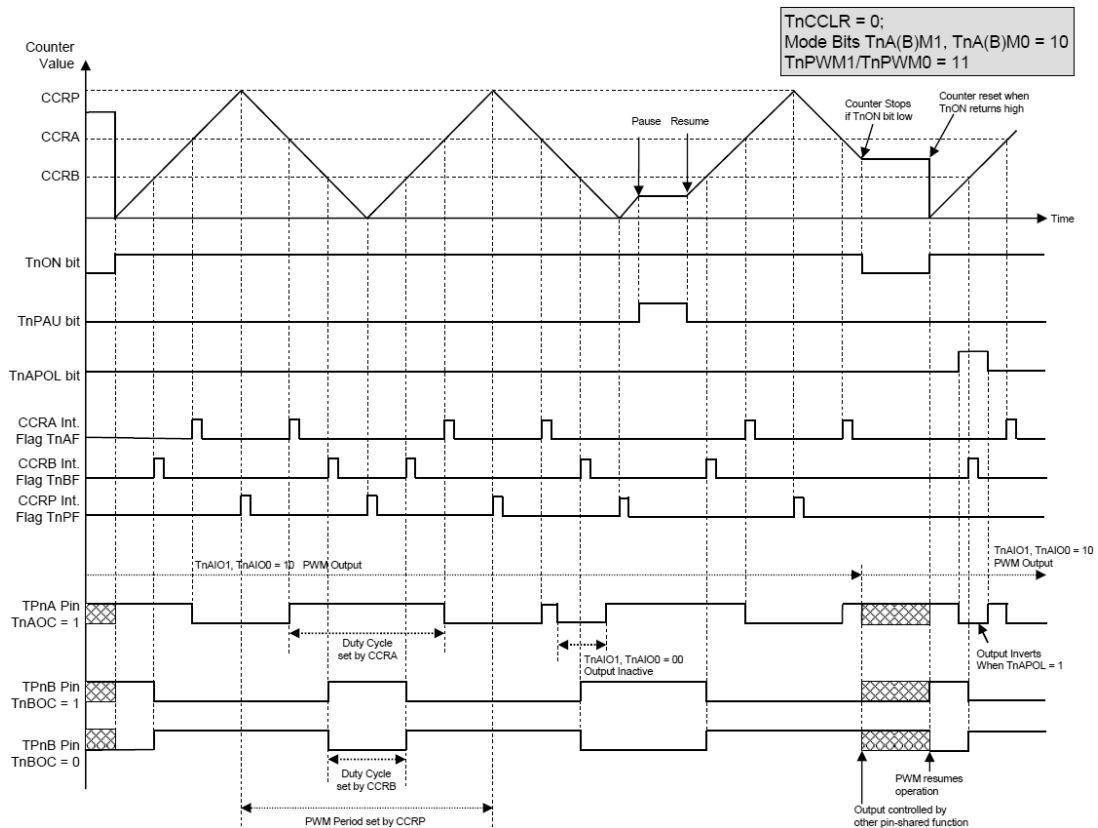 TnCCLR = 0;
Mode Bits TnA(B)M1, TnA(B)M0 = 10
TnPWM1/TnPWM0 = 11
Counter
Value
CCRP
CCRA
CCRB
Pause
Resume
Counter Stops
if TnON bit low
Counter reset when
TnON returns high
Time
TnON bit
TnPAU bit
TnAPOL bit
CCRA Int.
Flag TnAF
CCRB Int.
Flag TnBF
CCRP Int.
Flag TnPF
TnAIO1, TnAIO0 = 10 PWM Output
TnAIO1, TnAIO0 = 10
PWM Output
TPnA Pin
TnAOC = 1
Duty Cycle
set by CCRA
TnAIO1, TnAIO0 = 00
Output Inactive
Output Inverts
When TnAPOL = 1
TPnB Pin
TnBOC = 1
TPnB Pin
TnBOC = 0
Duty Cycle
set by CCRB
PWM resumes
operation
PWM Period set by CCRP
Output controlled by
other pin-shared function